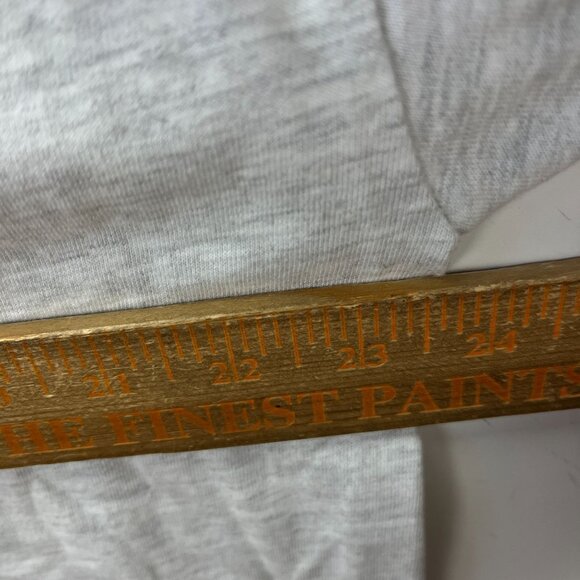 21 22 23 24
THE FINEST PAINTS